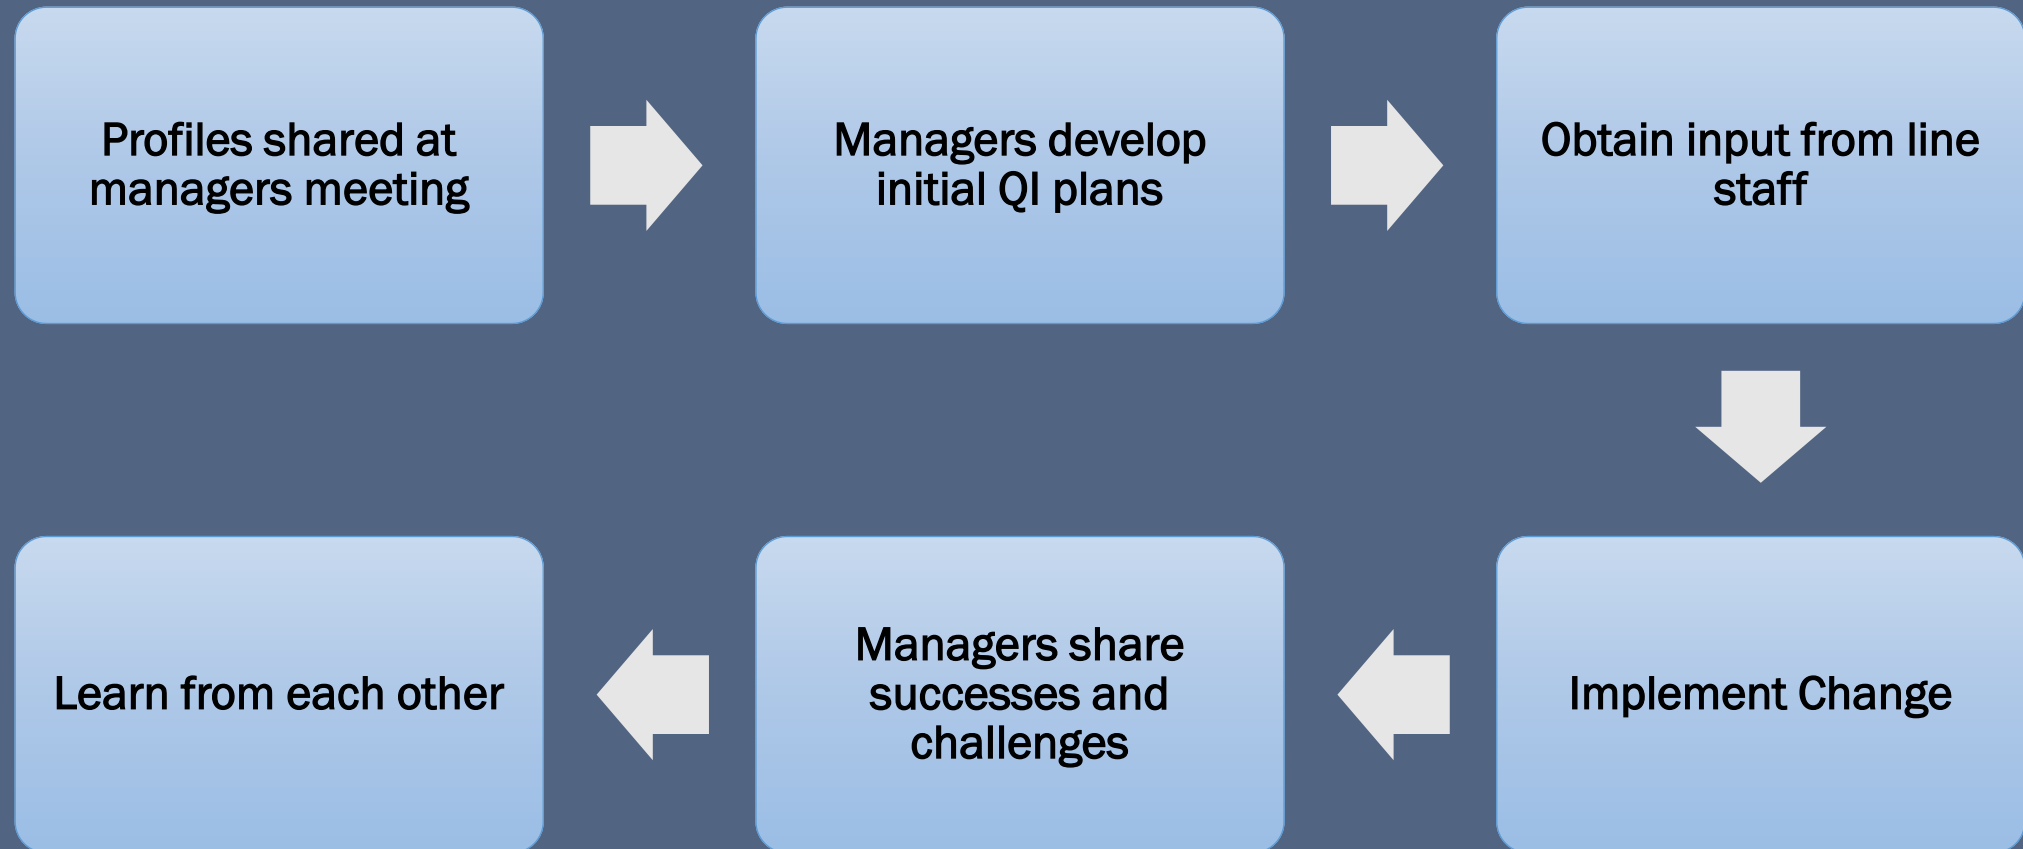 Profiles shared at
managers meeting
Managers develop
initial QI plans
Obtain input from line
staff
Implement Change
Managers share
successes and
challenges
Learn from each other